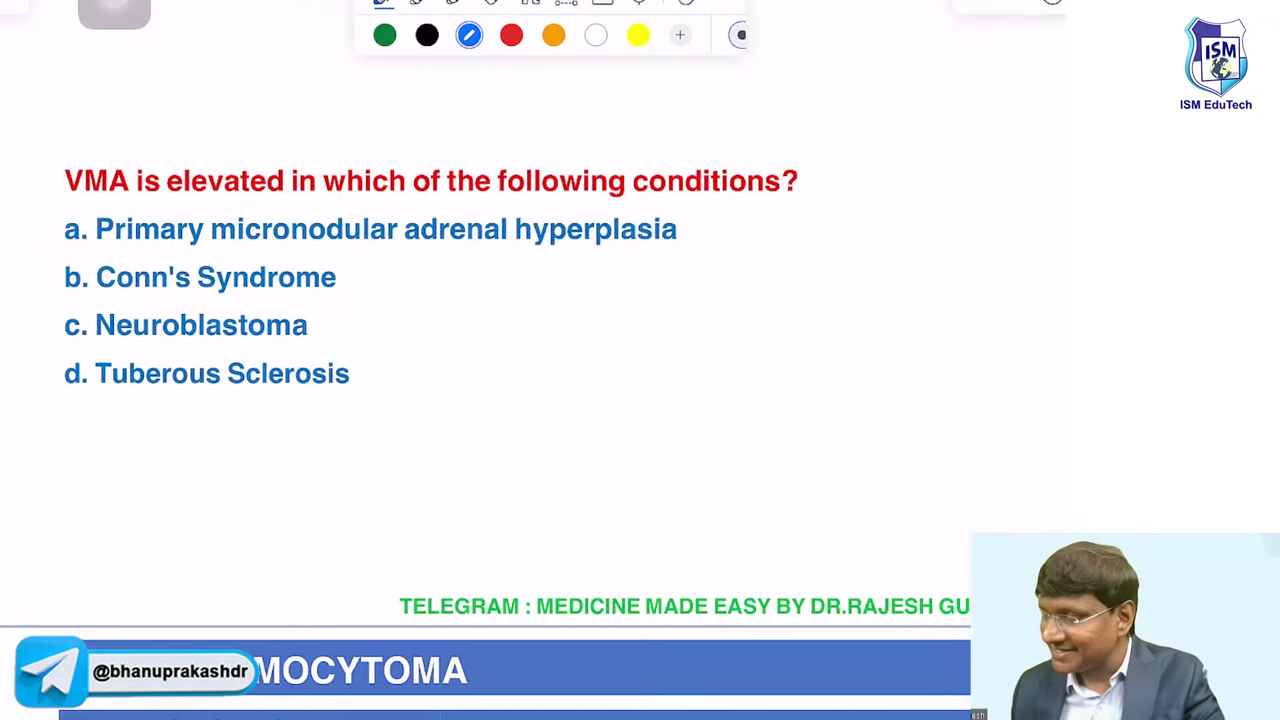 ISM
ISM EduTech
VMA is elevated in which of the following conditions?
a. Primary micronodular adrenal hyperplasia
b. Conn's Syndrome
c. Neuroblastoma
d. Tuberous Sclerosis
TELEGRAM : MEDICINE MADE EASY BY DR.RAJESH GU
@bhanuprakashdr
MOCYTOMA
esh